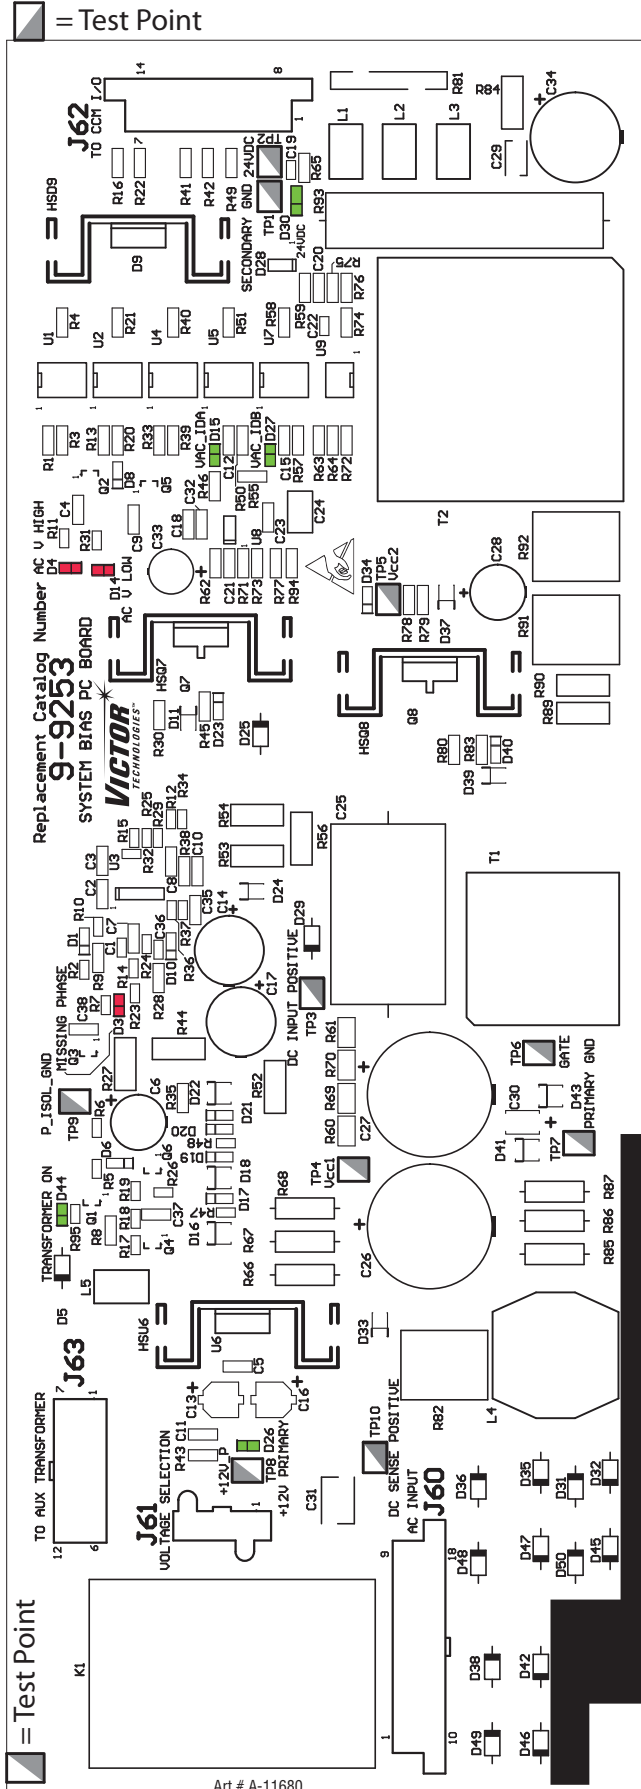 = Test Point
14
8
J62
TO CCM I/O
7
1
R81
R84
C34
+
L1
L2
L3
C29
R16
R22
R41
R42
R49
24VDC
TP2
C19
R65
HSD9
D9
SECONDARY GND
TP1
D30
24VDC
R93
D28
R59
C20
R75
R76
U1
R4
U2
R21
U4
R40
U5
R51
U7
R58
C22
U9
R74
R1
R3
R13
R20
R33
R39
VAC_IDA
D15
C12
VAC_IDB
D27
C15
R57
R63
R64
R72
Q2
D8
Q5
R46
R50
R55
C4
R11
R31
C9
C33
C18
C32
U8
C23
C24
T2
AC V HIGH
D4
D14
AC V LOW
+
R62
C21
R71
R73
R77
R94
D34
TP5
Vcc2
R78
R79
D37
+
C28
R92
R91
Replacement Catalog Number
9-9253
SYSTEM BIAS PC BOARD
VICTOR
TECHNOLOGIES™
HSQ7
Q7
R30
D11
R45
D23
D25
HSQ8
Q8
R90
R89
R80
R83
D40
D39
R15
R25
R32
R29
R12
R34
R54
R53
R56
C25
T1
C3
U3
C2
C8
R38
C10
R10
C7
C36
R37
C35
C14
+
D24
D29
D1
R2
R9
C1
R14
R24
R28
D10
R36
C17
+
MISSING PHASE
R7
C38
D3
R23
Q3
R44
DC INPUT POSITIVE
TP3
R61
R70
R69
R60
+
C27
TP6
GATE
P_ISOL_GND
TP9
R6
R27
+
C6
R35
D22
D21
D20
R48
D19
R52
C30
D43
+
D41
TP7
PRIMARY GND
D6
R5
Q6
R26
D18
D17
R47
TP4
Vcc1
TRANSFORMER ON
D44
R95
Q1
R8
R19
R18
R17
C37
Q4
D16
R68
R67
R66
+
C26
R87
R86
R85
D5
L5
HSU6
U6
D33
R82
L4
J63
TO AUX TRANSFORMER
7
1
12
6
C5
C13
+
+
C16
C11
R43
D26
+12V_P
TP8
+12V PRIMARY
TP10
DC SENSE POSITIVE
AC INPUT
J60
J61
VOLTAGE SELECTION
1
C31
9
18
D36
D48
D35
D31
D32
D47
D50
D45
K1
1
10
D38
D49
D42
D46
= Test Point
Art # A-11680